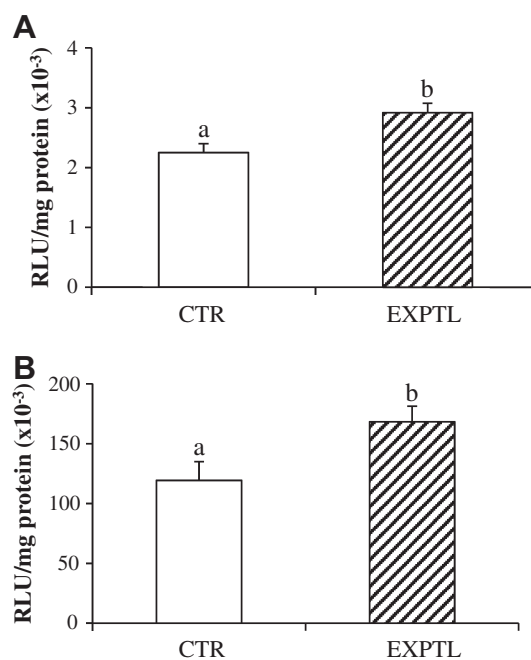 A
RLU/mg protein (x10⁻³)
4
3
2
1
0
a
b
CTR
EXPTL
B
RLU/mg protein (x10⁻³)
200
150
100
50
0
a
b
CTR
EXPTL